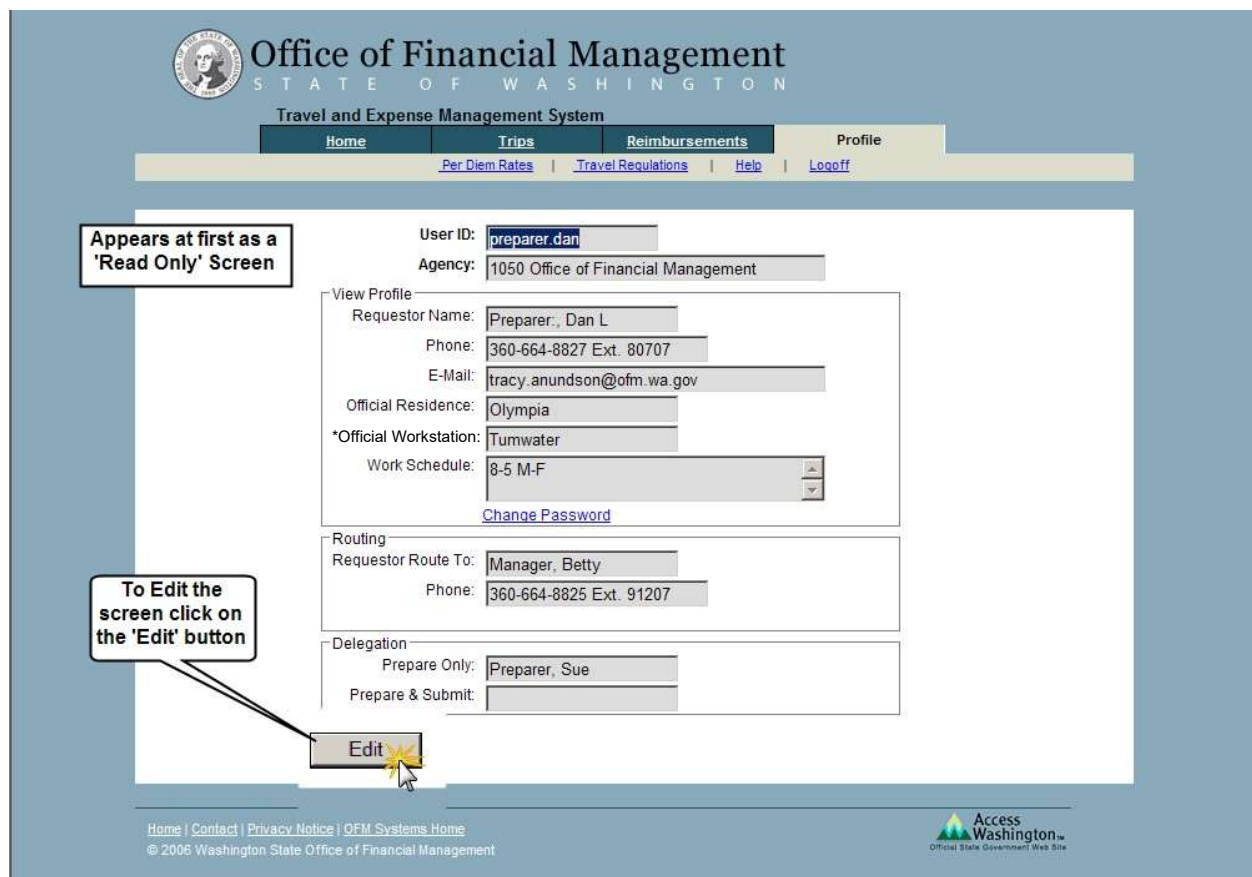 Office of Financial Management
STATE OF WASHINGTON
Travel and Expense Management System
Home Trips Reimbursements Profile
Per Diem Rates | Travel Regulations | Help | Logoff
Appears at first as a
'Read Only' Screen
User ID: preparer.dan
Agency: 1050 Office of Financial Management
View Profile
Requestor Name: Preparer:, Dan L
Phone: 360-664-8827 Ext. 80707
E-Mail: tracy.anundson@ofm.wa.gov
Official Residence: Olympia
*Official Workstation: Tumwater
Work Schedule: 8-5 M-F
Change Password
Routing
Requestor Route To: Manager, Betty
Phone: 360-664-8825 Ext. 91207
To Edit the
screen click on
the 'Edit' button
Delegation
Prepare Only: Preparer, Sue
Prepare & Submit:
Edit
Home | Contact | Privacy Notice | OFM Systems Home
© 2006 Washington State Office of Financial Management
Access
Washington TM
Official State Government Web Site